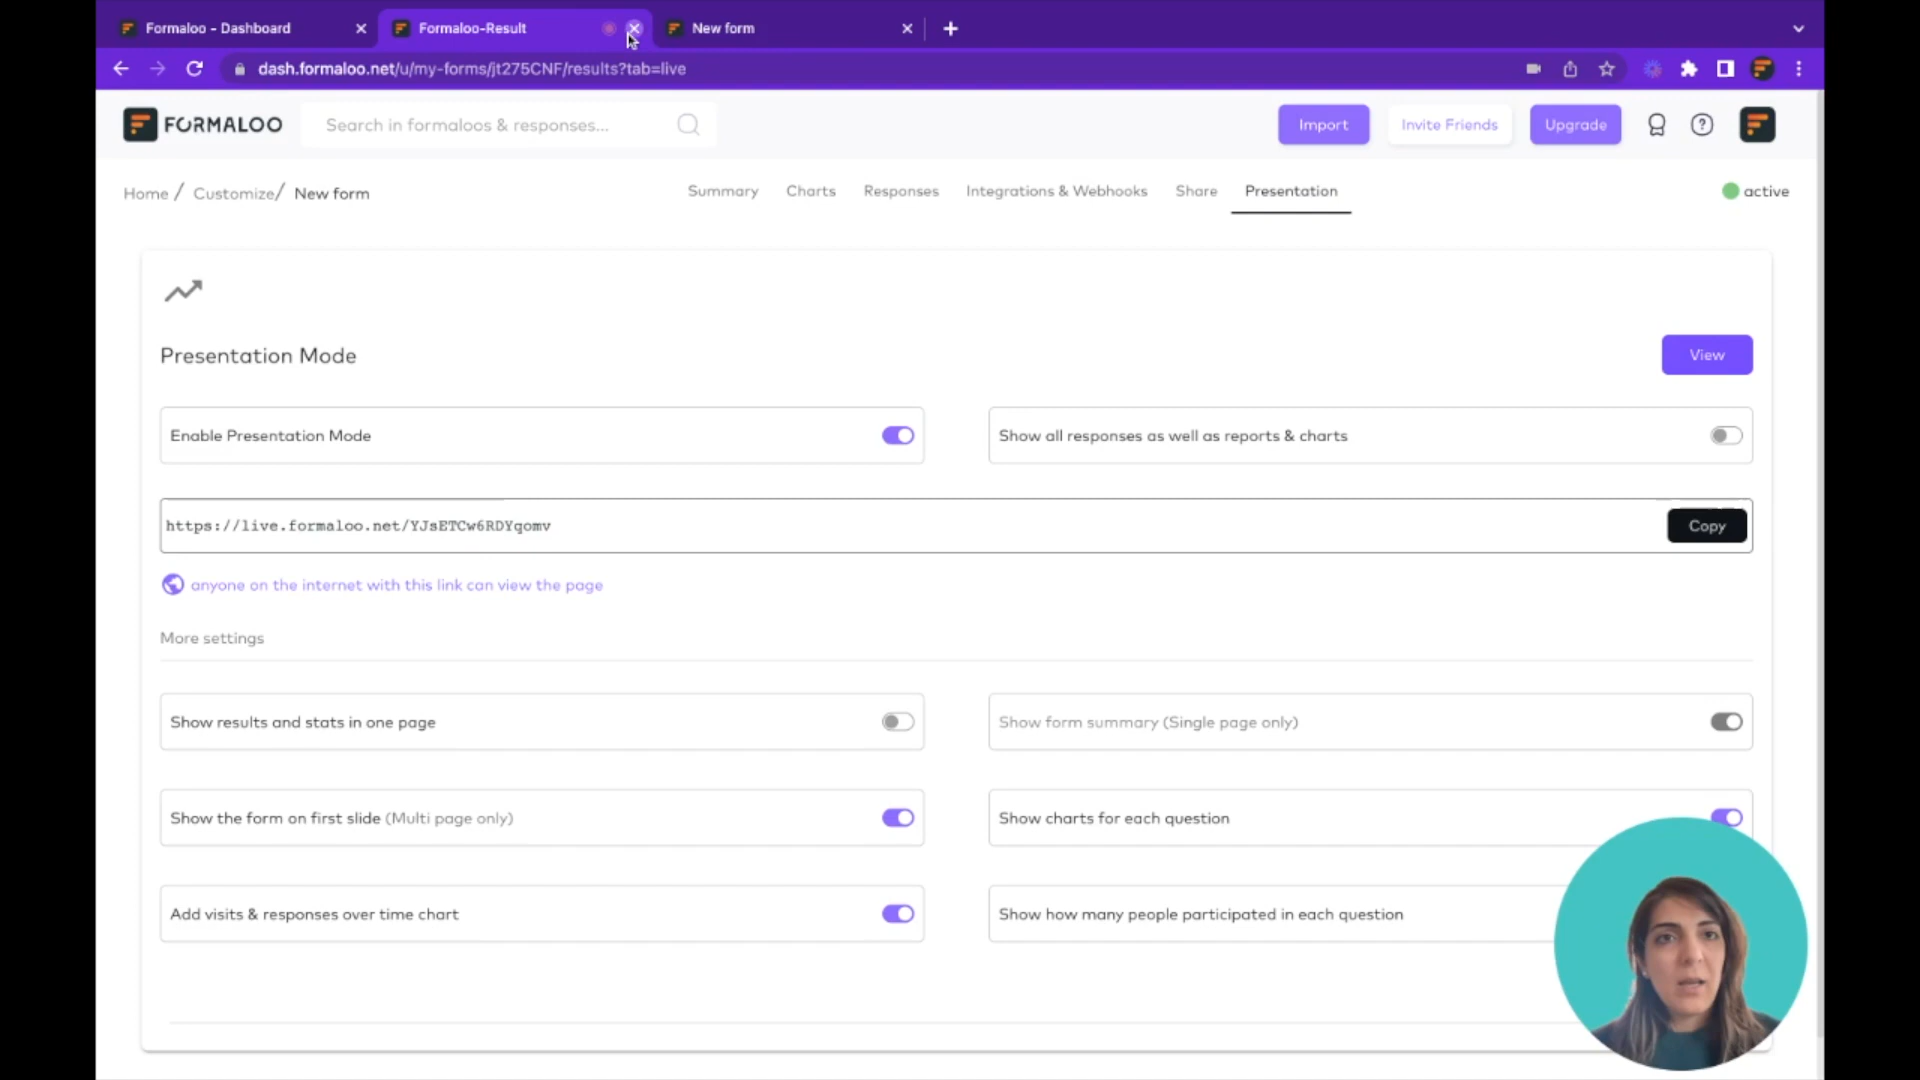 Formaloo - Dashboard
Formaloo-Result
New form
dash.formaloo.net/u/my-forms/jt275CNF/results?tab=live
FORMALOO
Search in formaloos & responses...
Import
Invite Friends
Upgrade
Home / Customize/ New form
Summary
Charts
Responses
Integrations & Webhooks
Share
Presentation
active
Presentation Mode
View
Enable Presentation Mode
Show all responses as well as reports & charts
https://live.formaloo.net/YJsETCw6RDYqomv
Copy
anyone on the internet with this link can view the page
More settings
Show results and stats in one page
Show form summary (Single page only)
Show the form on first slide (Multi page only)
Show charts for each question
Add visits & responses over time chart
Show how many people participated in each question